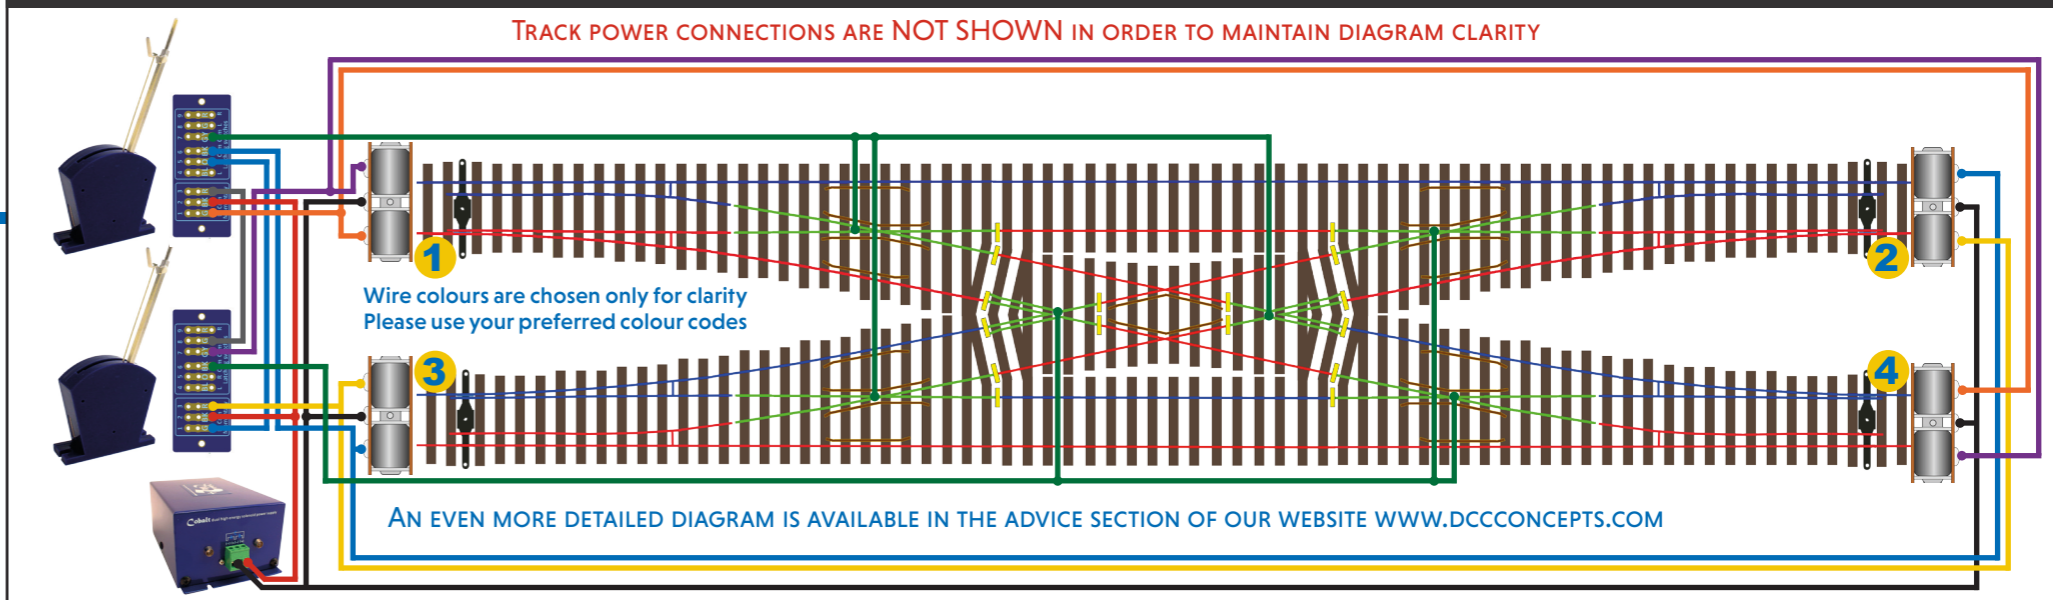 Track power connections are NOT SHOWN in order to maintain diagram clarity
1
2
Wire colours are chosen only for clarity
Please use your preferred colour codes
3
4
Cobalt
An even more detailed diagram is available in the advice section of our website www.dccconcepts.com